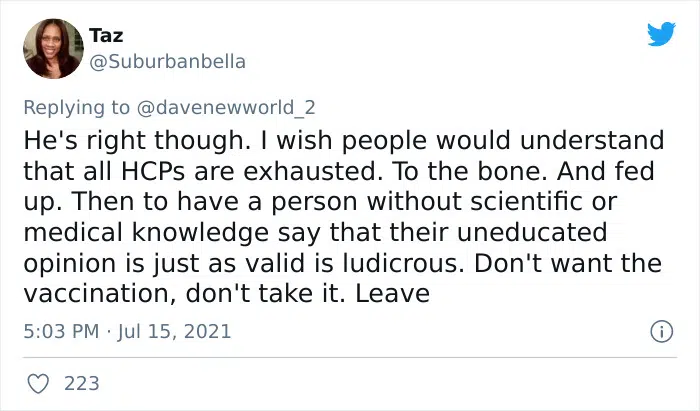 Taz
@Suburbanbella
Replying to @davenewworld_2
He's right though. I wish people would understand
that all HCPs are exhausted. To the bone. And fed
up. Then to have a person without scientific or
medical knowledge say that their uneducated
opinion is just as valid is ludicrous. Don't want the
vaccination, don't take it. Leave
5:03 PM · Jul 15, 2021
223